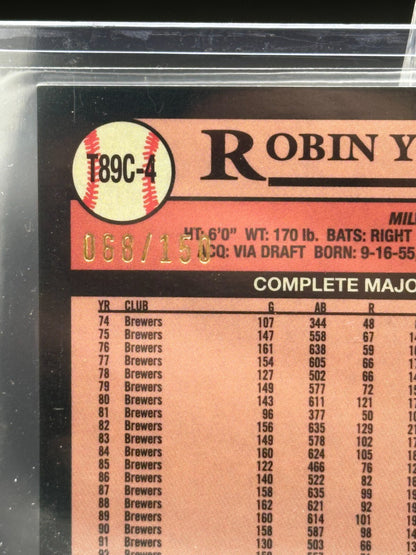 T89C-4
ROBIN Y
068/150
MIL
HT: 6'0" WT: 170 lb. BATS: RIGHT
ACQ: VIA DRAFT BORN: 9-16-55
COMPLETE MAJO
YR CLUB G AB R
74 Brewers 107 344 48
75 Brewers 147 558 67
76 Brewers 161 638 59
77 Brewers 154 605 66
78 Brewers 127 502 66
79 Brewers 149 577 72
80 Brewers 143 611 121
81 Brewers 96 377 50
82 Brewers 156 635 129
83 Brewers 149 578 102
84 Brewers 160 624 105
85 Brewers 122 466 76
86 Brewers 140 522 82
87 Brewers 158 635 99
88 Brewers 162 621 92
89 Brewers 160 614 101
90 Brewers 158 587 83
91 Brewers 130 503 66